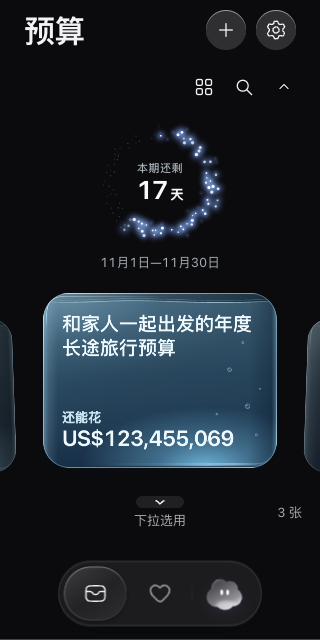 预算
本期还剩
17 天
11月1日—11月30日
和家人一起出发的年度
长途旅行预算
还能花
US$123,455,069
下拉选用
3 张